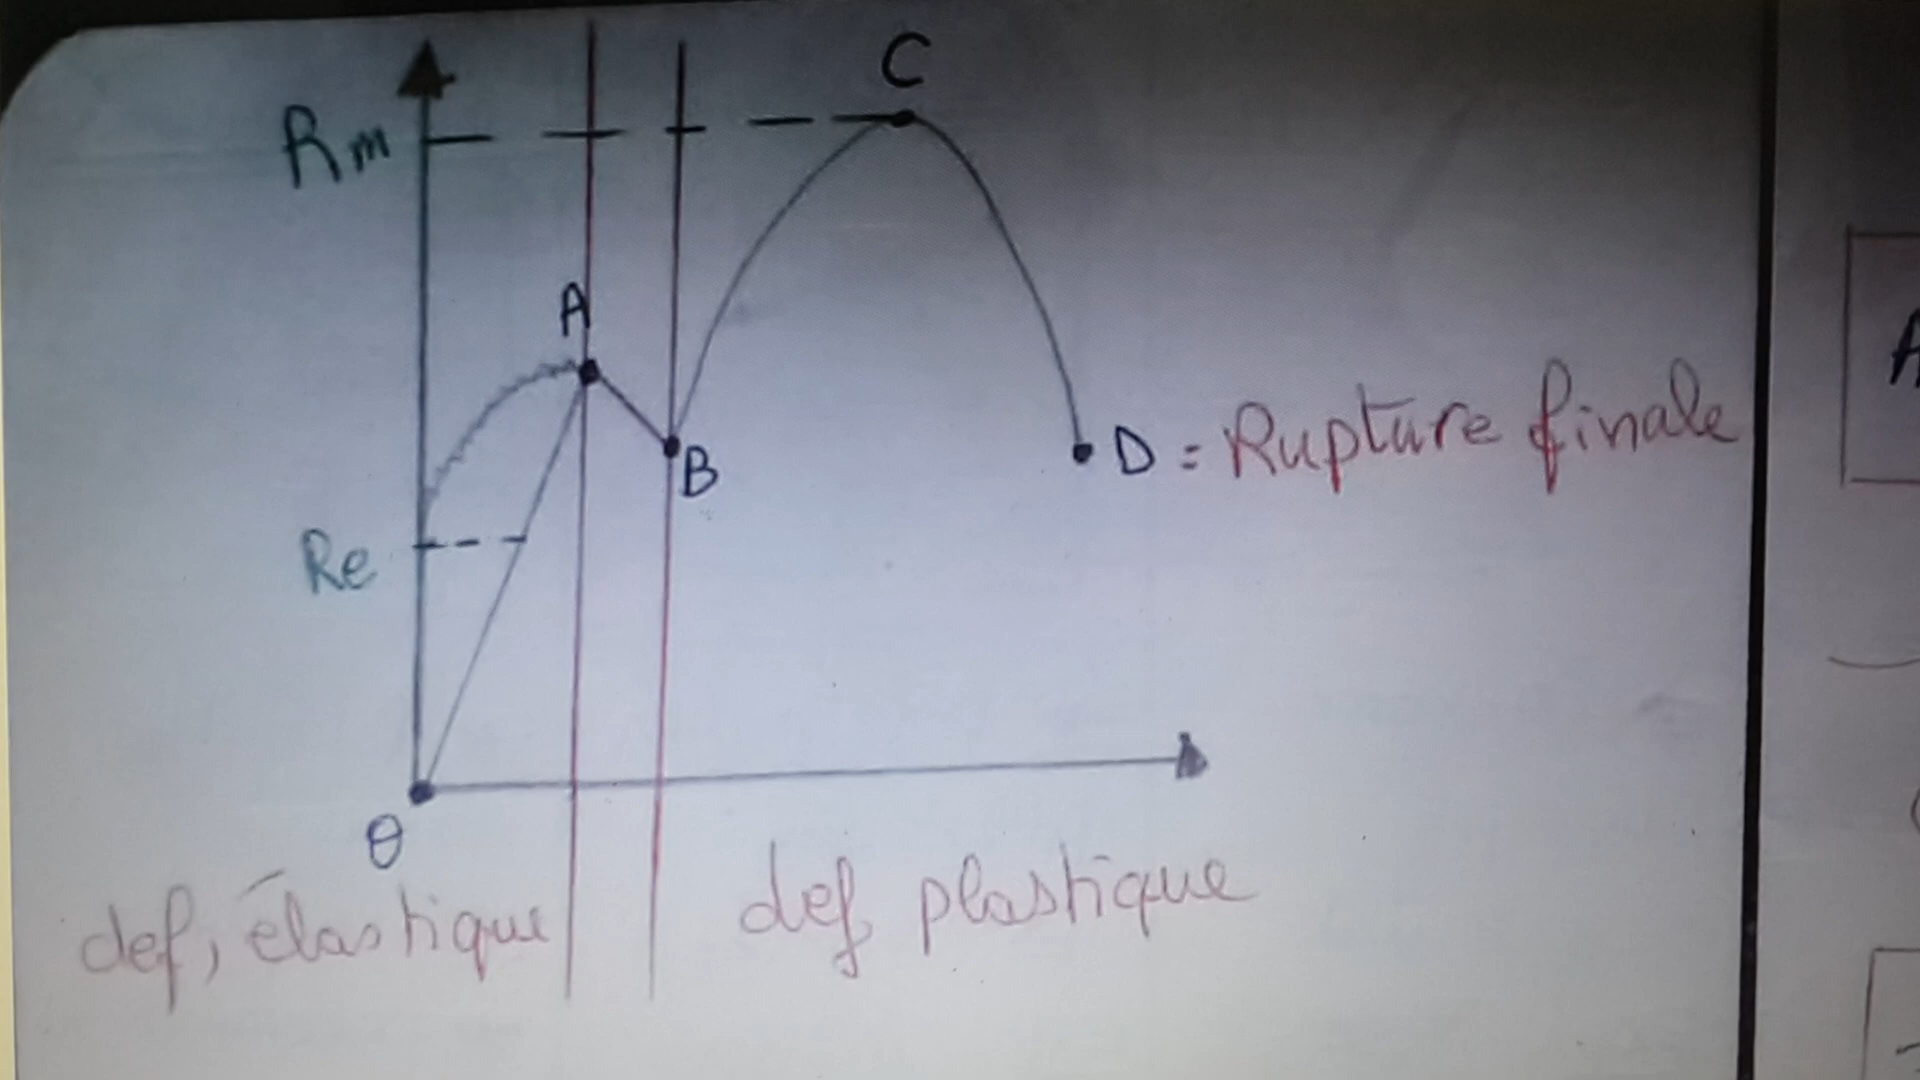 C
Rm
A
B
D = Rupture finale
Re
θ
def, élastique
def plastique
A